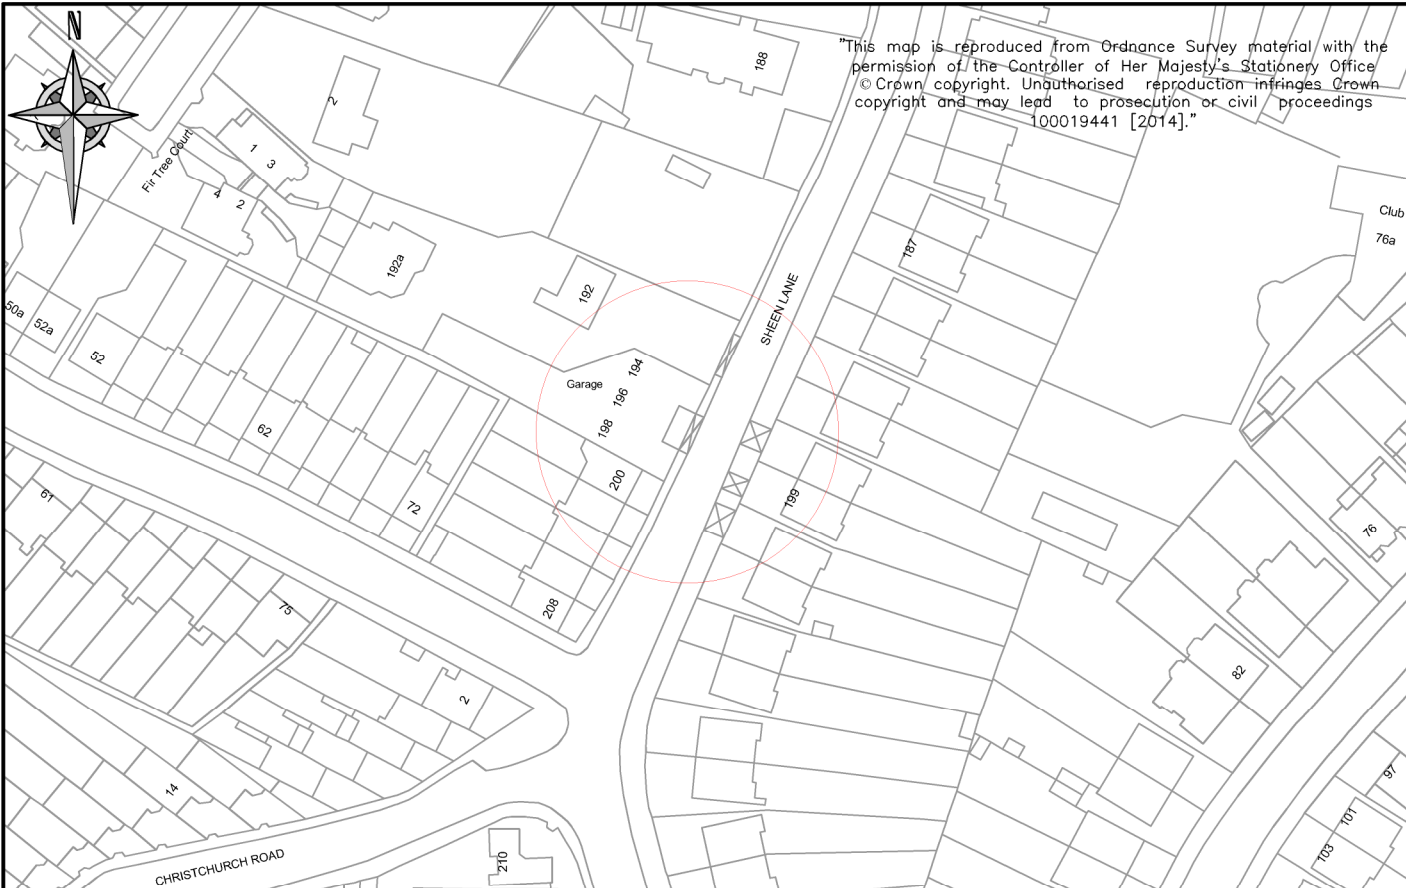 N
"This map is reproduced from Ordnance Survey material with the
permission of the Controller of Her Majesty's Stationery Office
© Crown copyright. Unauthorised reproduction infringes Crown
copyright and may lead to prosecution or civil proceedings
100019441 [2014]."
188
2
Fir Tree Court
1
3
4
2
Club
76a
187
192a
192
SHEEN LANE
50a
52a
52
194
Garage
196
198
62
200
72
199
61
76
75
208
82
2
14
97
101
103
210
CHRISTCHURCH ROAD